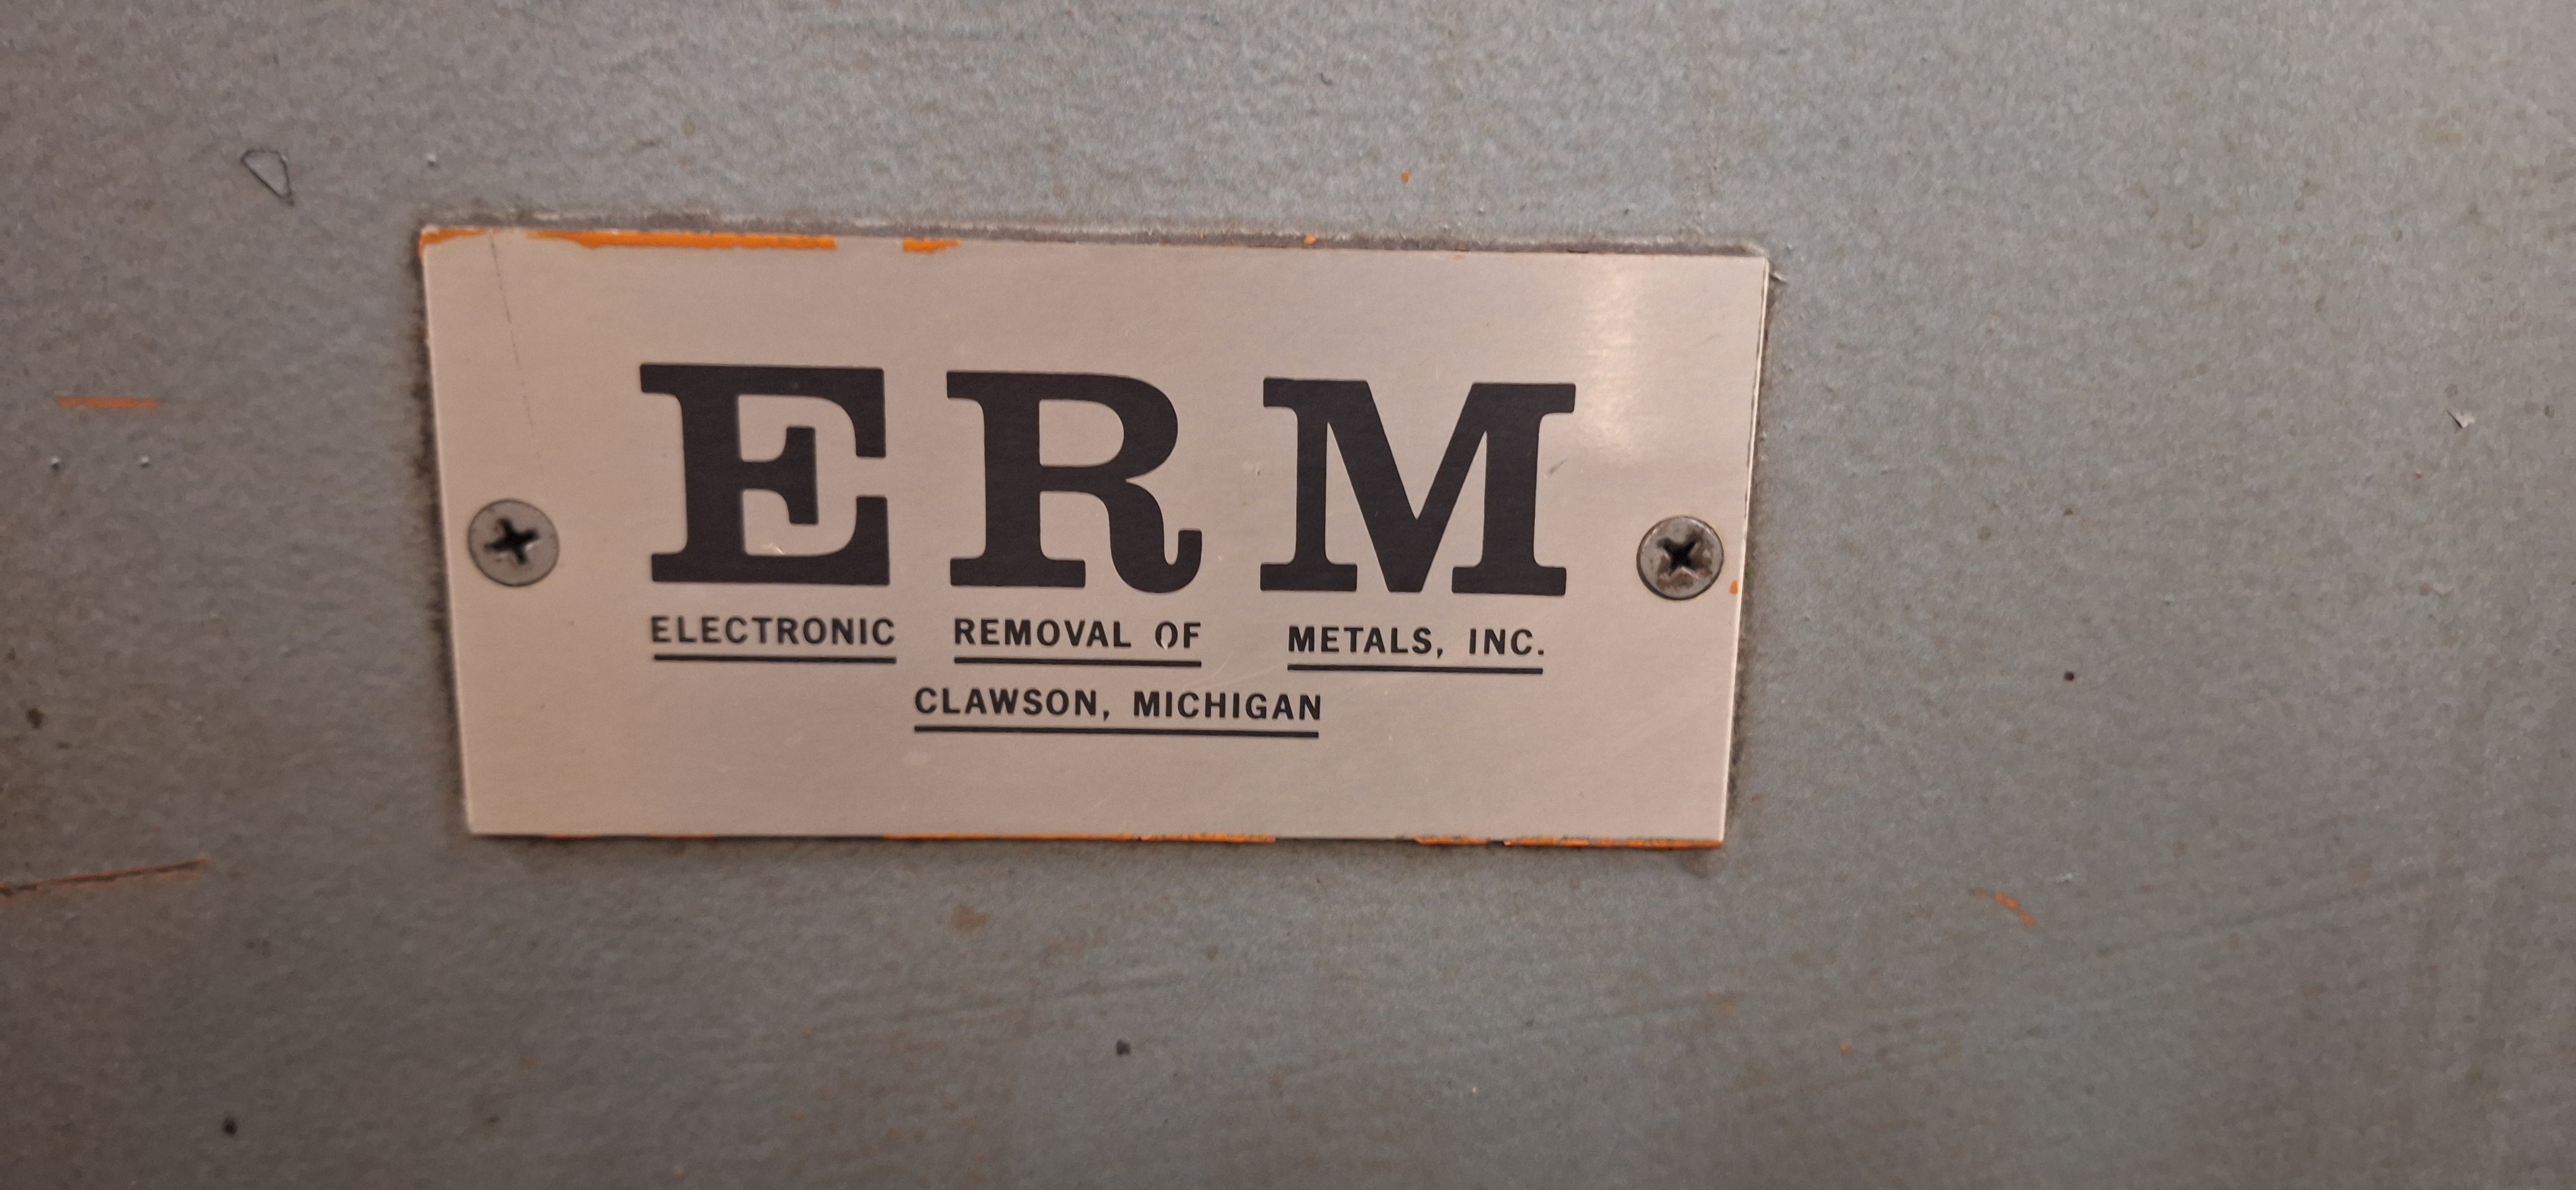 ERM
ELECTRONIC REMOVAL OF METALS, INC.
CLAWSON, MICHIGAN